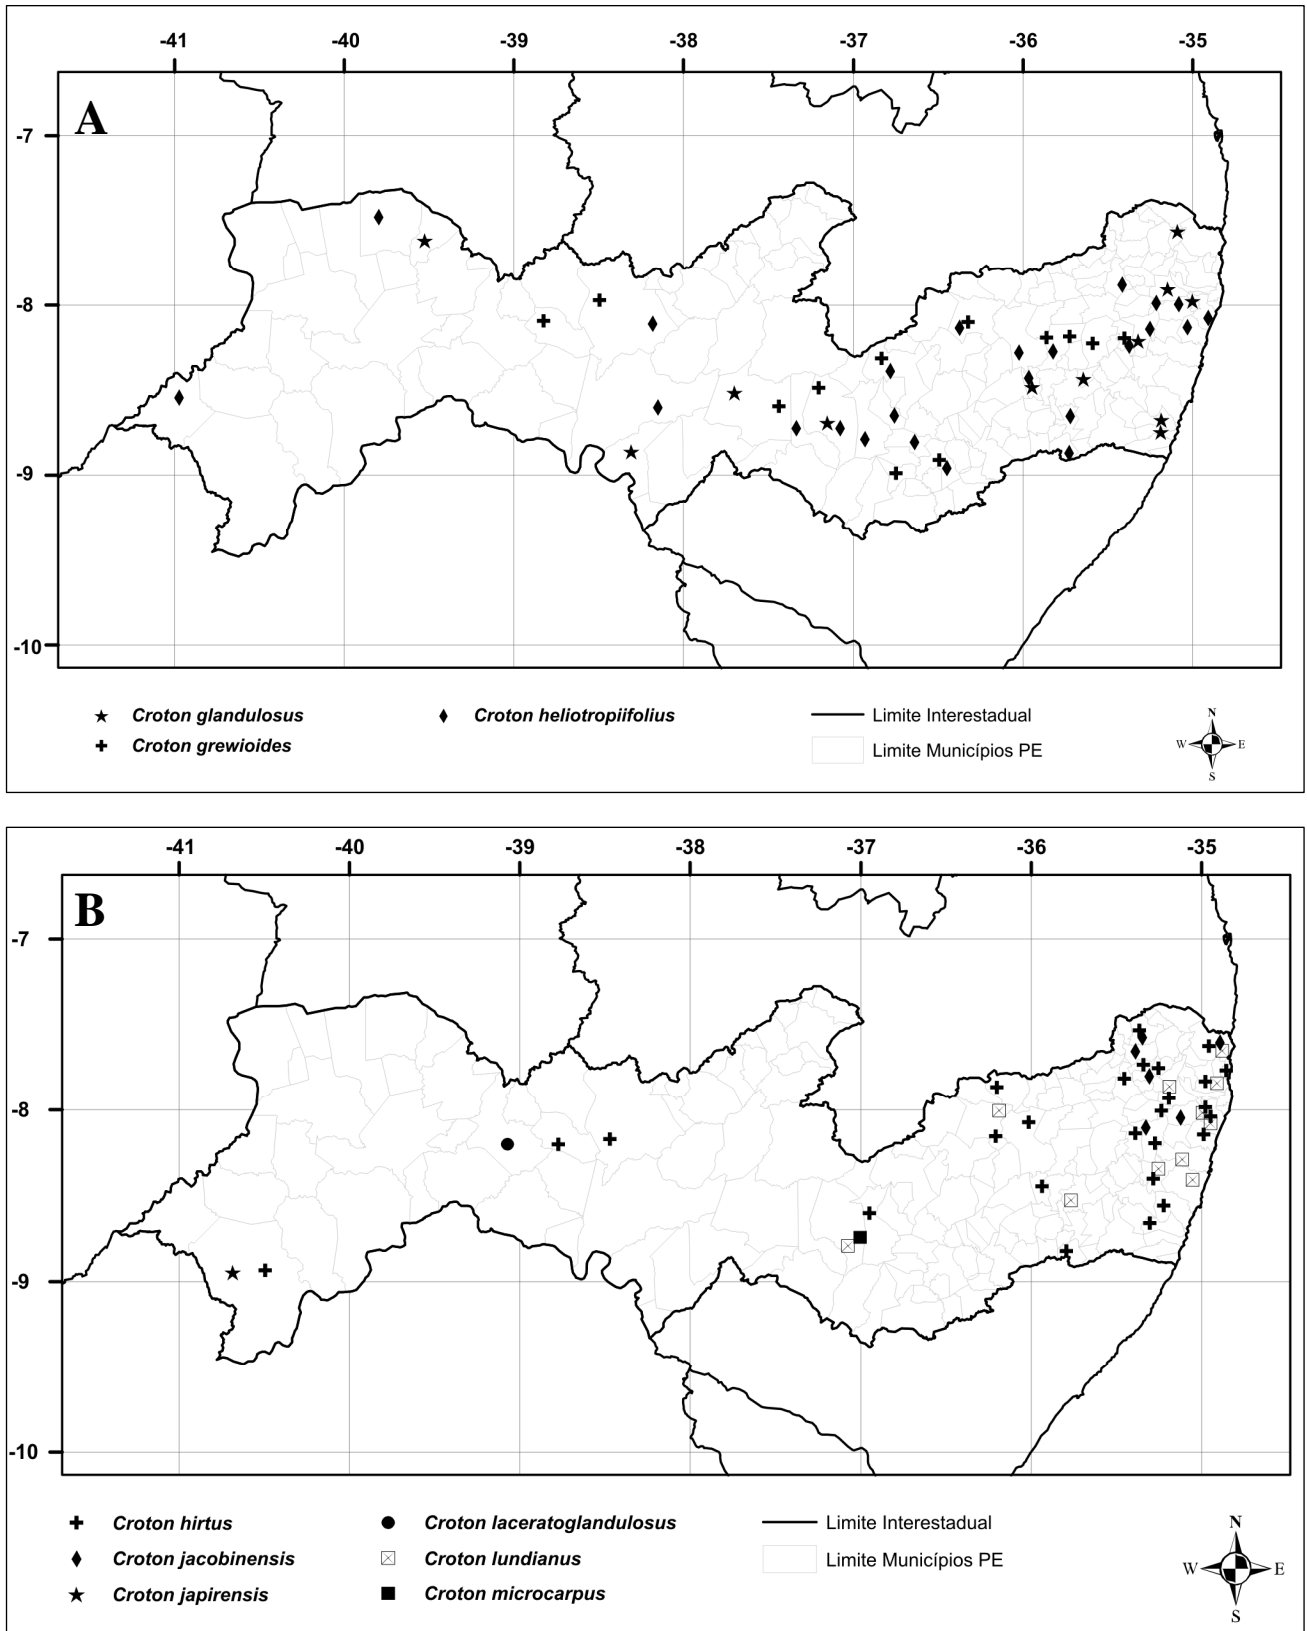 -41 -40 -39 -38 -37 -36 -35
A
-7
-8
-9
-10
Croton glandulosus
Croton heliotropiifolius
Limite Interestadual
Croton grewioides
Limite Municípios PE
N
W E
S
-41 -40 -39 -38 -37 -36 -35
B
-7
-8
-9
-10
Croton hirtus
Croton laceratoglandulosus
Limite Interestadual
Croton jacobinensis
Croton lundianus
Limite Municípios PE
Croton japirensis
Croton microcarpus
N
W E
S